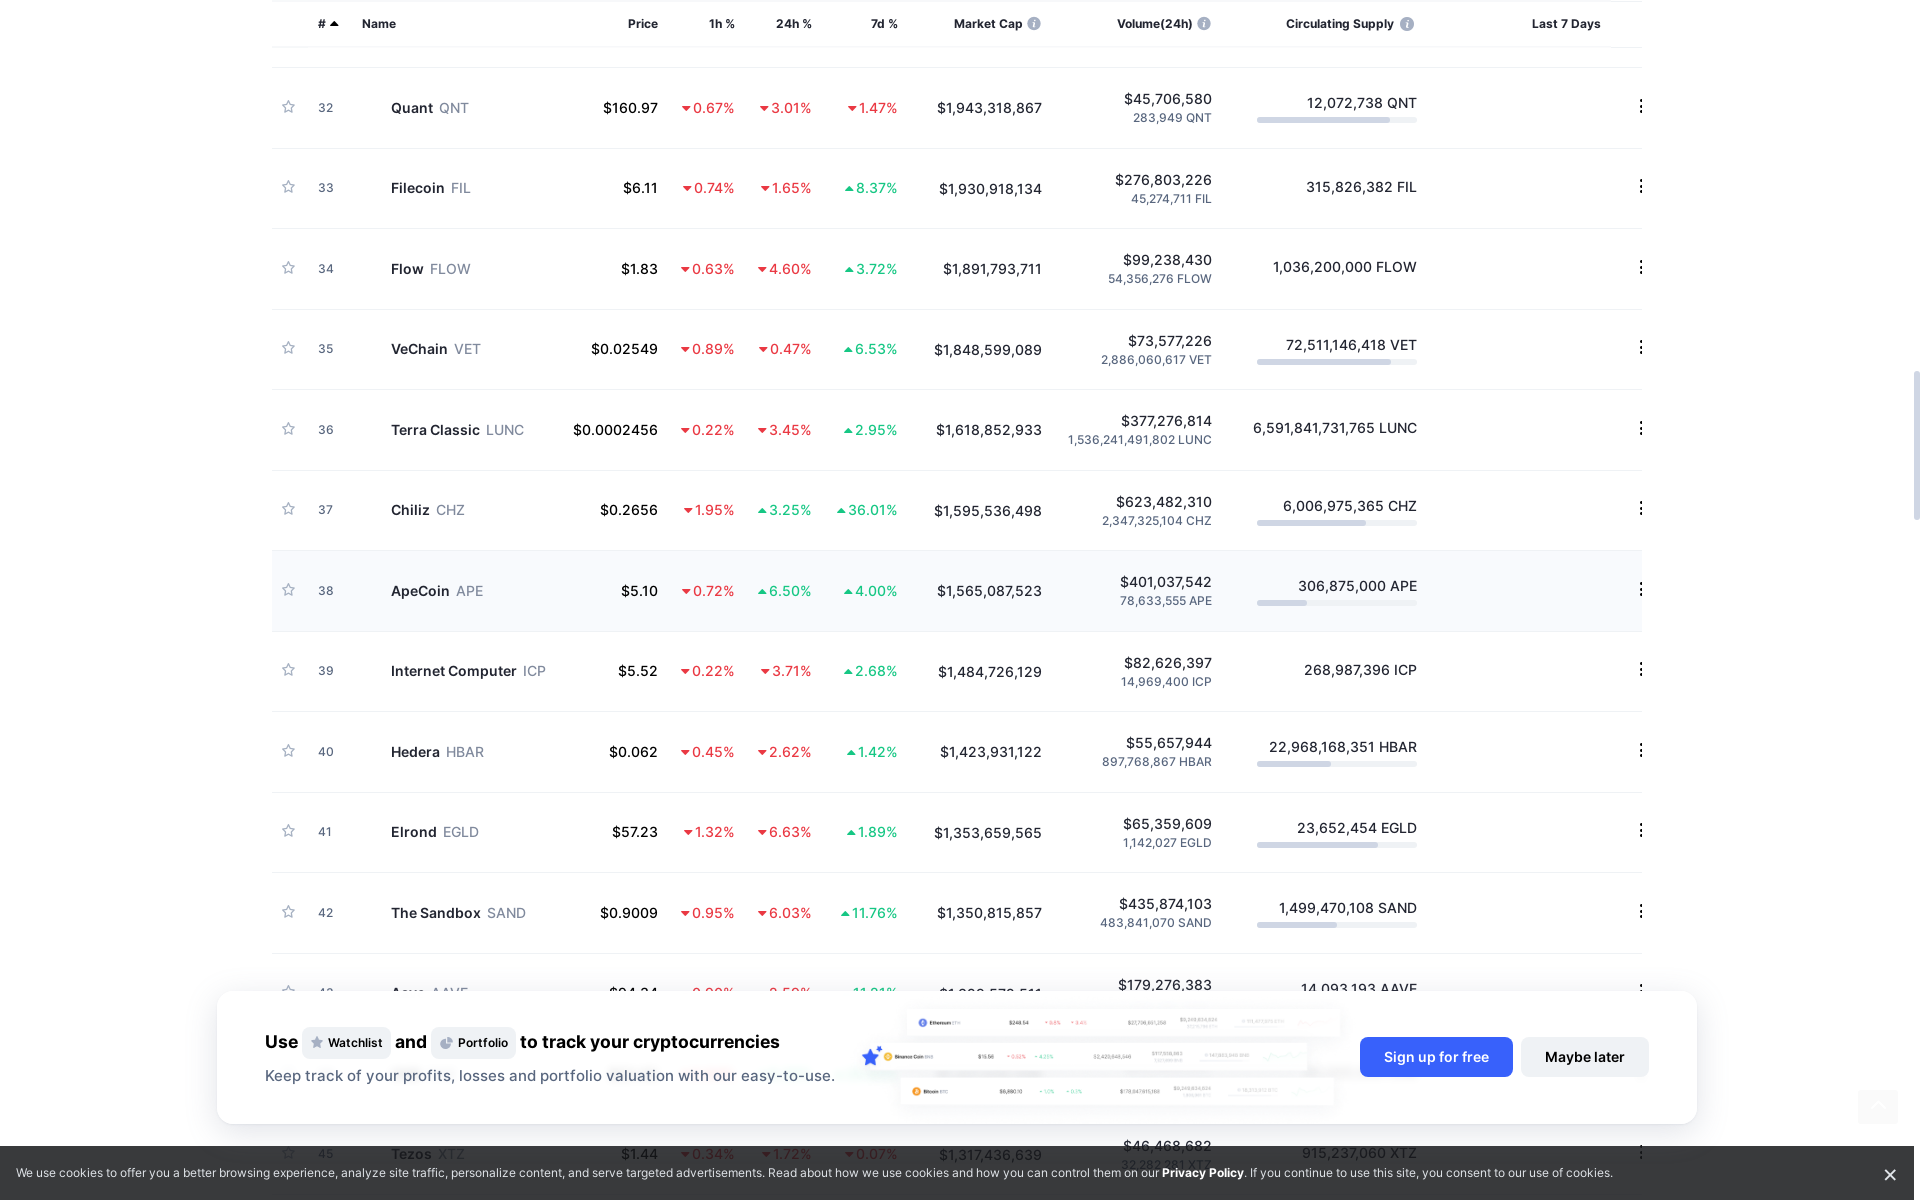 # Name Price 1h % 24h % 7d % Market Cap Volume(24h) Circulating Supply Last 7 Days
32 Quant QNT $160.97 0.67% 3.01% 1.47% $1,943,318,867 $45,706,580 12,072,738 QNT
283,949 QNT
33 Filecoin FIL $6.11 0.74% 1.65% 8.37% $1,930,918,134 $276,803,226 315,826,382 FIL
45,274,711 FIL
34 Flow FLOW $1.83 0.63% 4.60% 3.72% $1,891,793,711 $99,238,430 1,036,200,000 FLOW
54,356,276 FLOW
35 VeChain VET $0.02549 0.89% 0.47% 6.53% $1,848,599,089 $73,577,226 72,511,146,418 VET
2,886,060,617 VET
36 Terra Classic LUNC $0.0002456 0.22% 3.45% 2.95% $1,618,852,933 $377,276,814 6,591,841,731,765 LUNC
1,536,241,491,802 LUNC
37 Chiliz CHZ $0.2656 1.95% 3.25% 36.01% $1,595,536,498 $623,482,310 6,006,975,365 CHZ
2,347,325,104 CHZ
38 ApeCoin APE $5.10 0.72% 6.50% 4.00% $1,565,087,523 $401,037,542 306,875,000 APE
78,633,555 APE
39 Internet Computer ICP $5.52 0.22% 3.71% 2.68% $1,484,726,129 $82,626,397 268,987,396 ICP
14,969,400 ICP
40 Hedera HBAR $0.062 0.45% 2.62% 1.42% $1,423,931,122 $55,657,944 22,968,168,351 HBAR
897,768,867 HBAR
41 Elrond EGLD $57.23 1.32% 6.63% 1.89% $1,353,659,565 $65,359,609 23,652,454 EGLD
1,142,027 EGLD
42 The Sandbox SAND $0.9009 0.95% 6.03% 11.76% $1,350,815,857 $435,874,103 1,499,470,108 SAND
483,841,070 SAND
$179,276,383 14,093,193 AAVE
Use Watchlist and Portfolio to track your cryptocurrencies
Keep track of your profits, losses and portfolio valuation with our easy-to-use.
Sign up for free Maybe later
45 Tezos XTZ $1.44 0.34% 1.72% 0.07% $1,317,436,639 $46,468,682 915,237,060 XTZ
We use cookies to offer you a better browsing experience, analyze site traffic, personalize content, and serve targeted advertisements. Read about how we use cookies and how you can control them on our Privacy Policy. If you continue to use this site, you consent to our use of cookies.